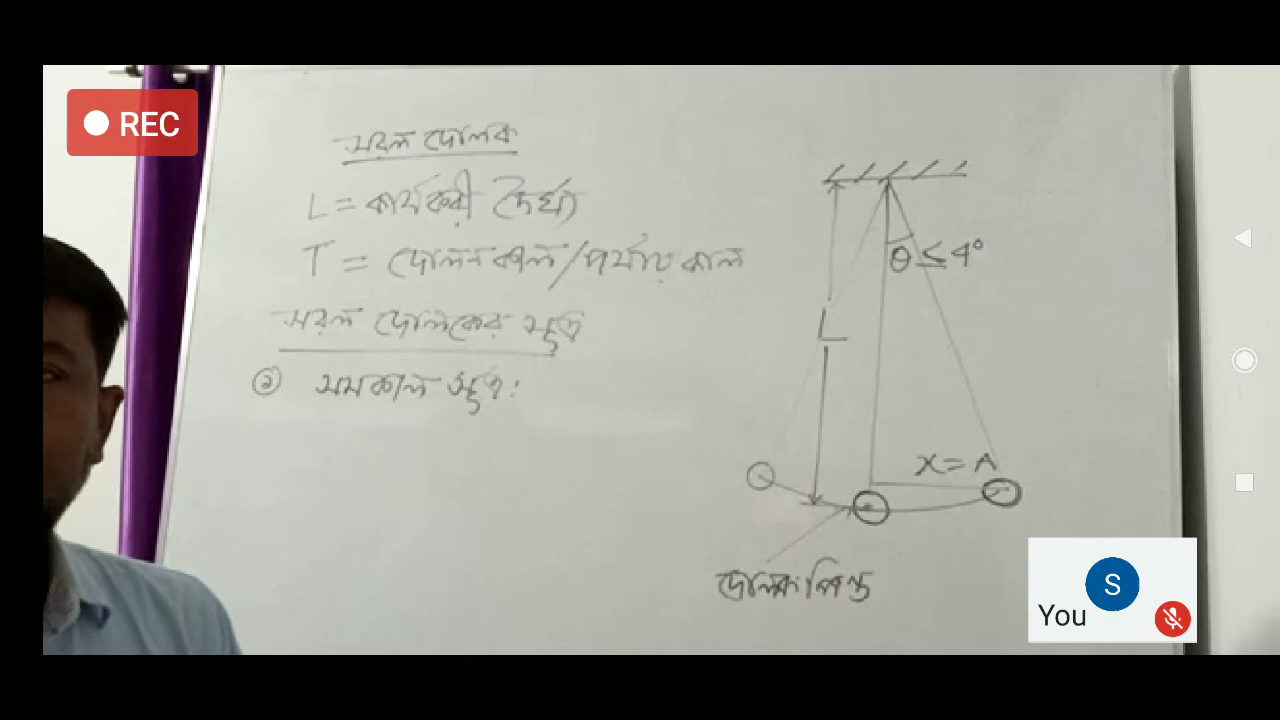 REC
সরল দোলক
L = কার্যকরী দৈর্ঘ্য
T = দোলনকাল/পর্যায়কাল
সরল দোলকের সূত্র
① সমকাল সূত্র:
θ ≤ 4°
L
x = A
দোলকপিন্ড
S
You